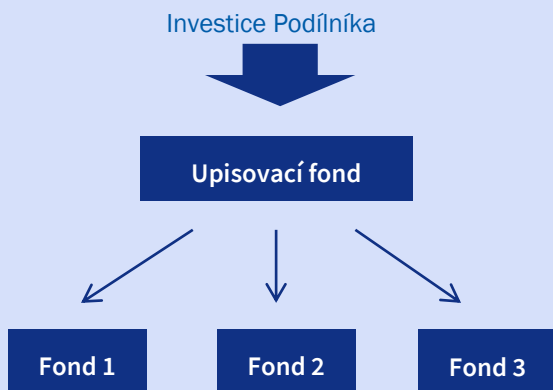 Investice Podílníka
Upisovací fond
Fond 1
Fond 2
Fond 3